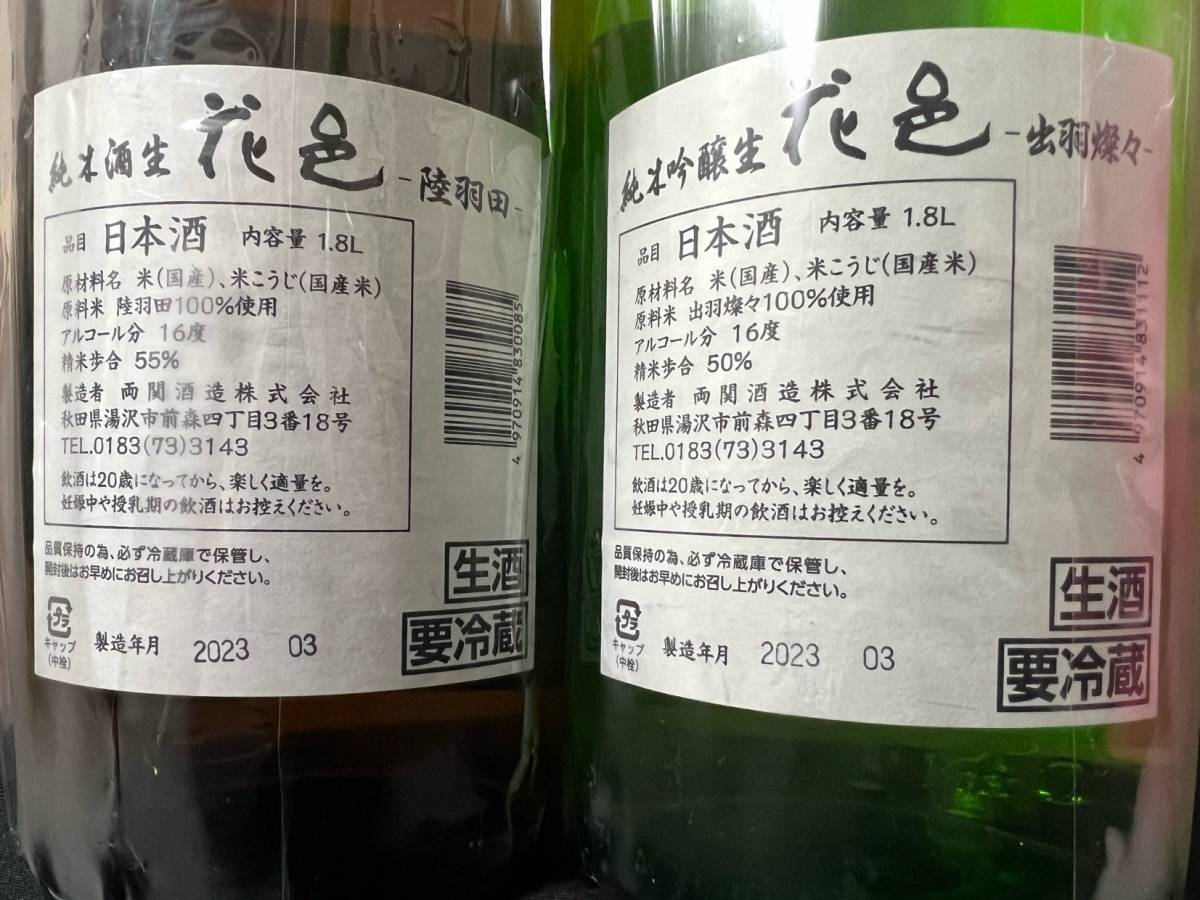 純米酒生 花邑 -陸羽田-
品目 日本酒 内容量 1.8L
原材料名 米(国産)、米こうじ(国産米)
原料米 陸羽田100%使用
アルコール分 16度
精米歩合 55%
製造者 両関酒造株式会社
秋田県湯沢市前森四丁目3番18号
TEL.0183(73)3143
飲酒は20歳になってから、楽しく適量を。
妊娠中や授乳期の飲酒はお控えください。
4970914830085
品質保持の為、必ず冷蔵庫で保管し、
開封後はお早めにお召し上がりください。
生酒
要冷蔵
プラ
キャップ
(中栓)
製造年月 2023 03
純米吟醸生 花邑 -出羽燦々-
品目 日本酒 内容量 1.8L
原材料名 米(国産)、米こうじ(国産米)
原料米 出羽燦々100%使用
アルコール分 16度
精米歩合 50%
製造者 両関酒造株式会社
秋田県湯沢市前森四丁目3番18号
TEL.0183(73)3143
飲酒は20歳になってから、楽しく適量を。
妊娠中や授乳期の飲酒はお控えください。
4970914831112
品質保持の為、必ず冷蔵庫で保管し、
開封後はお早めにお召し上がりください。
生酒
要冷蔵
プラ
キャップ
(中栓)
製造年月 2023 03